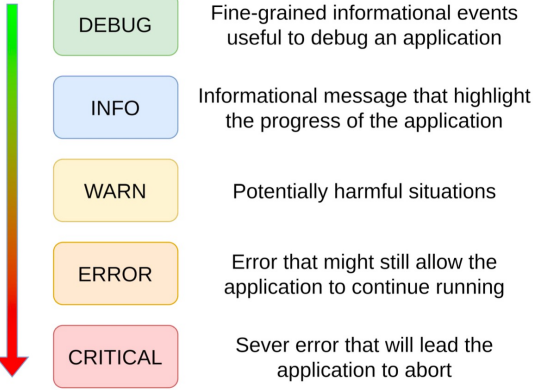 DEBUG
Fine-grained informational events
useful to debug an application
INFO
Informational message that highlight
the progress of the application
WARN
Potentially harmful situations
ERROR
Error that might still allow the
application to continue running
CRITICAL
Sever error that will lead the
application to abort